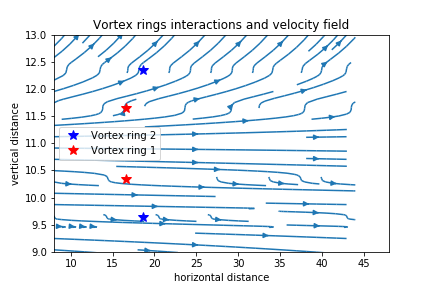 Vortex rings interactions and velocity field
13.0
12.5
12.0
11.5
11.0
10.5
10.0
9.5
9.0
vertical distance
Vortex ring 2
Vortex ring 1
10 15 20 25 30 35 40 45
horizontal distance